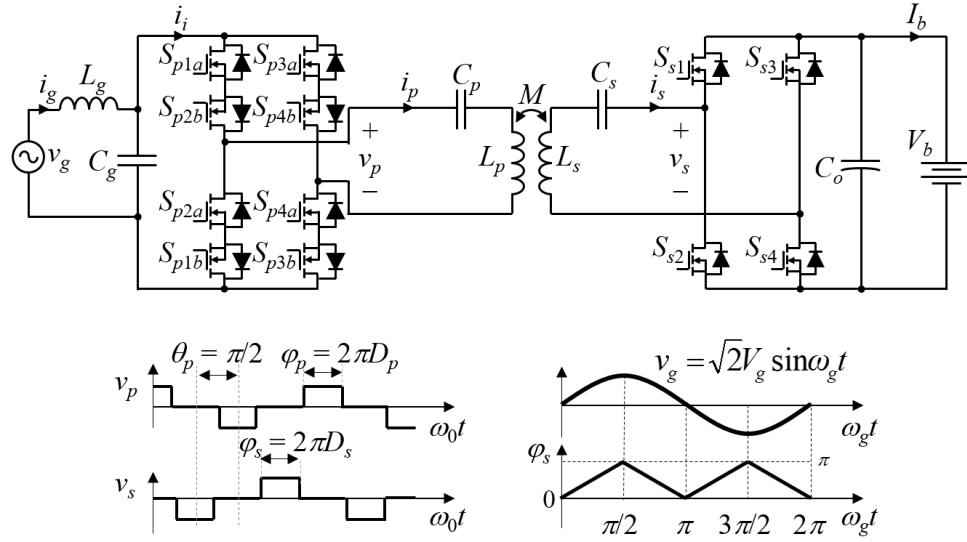 i_i
I_b
S_p1a S_p3a
S_s1 S_s3
i_g L_g
i_p C_p M C_s i_s
S_p2b S_p4b
+ +
v_g C_g
v_p L_p L_s v_s
C_o V_b
− −
S_p2a S_p4a
S_p1b S_p3b
S_s2 S_s4
θ_p = π/2 φ_p = 2πD_p
v_p
ω_0t
φ_s = 2πD_s
v_s
ω_0t
v_g = √2V_g sinω_gt
ω_gt
φ_s
π
0
π/2 π 3π/2 2π ω_gt